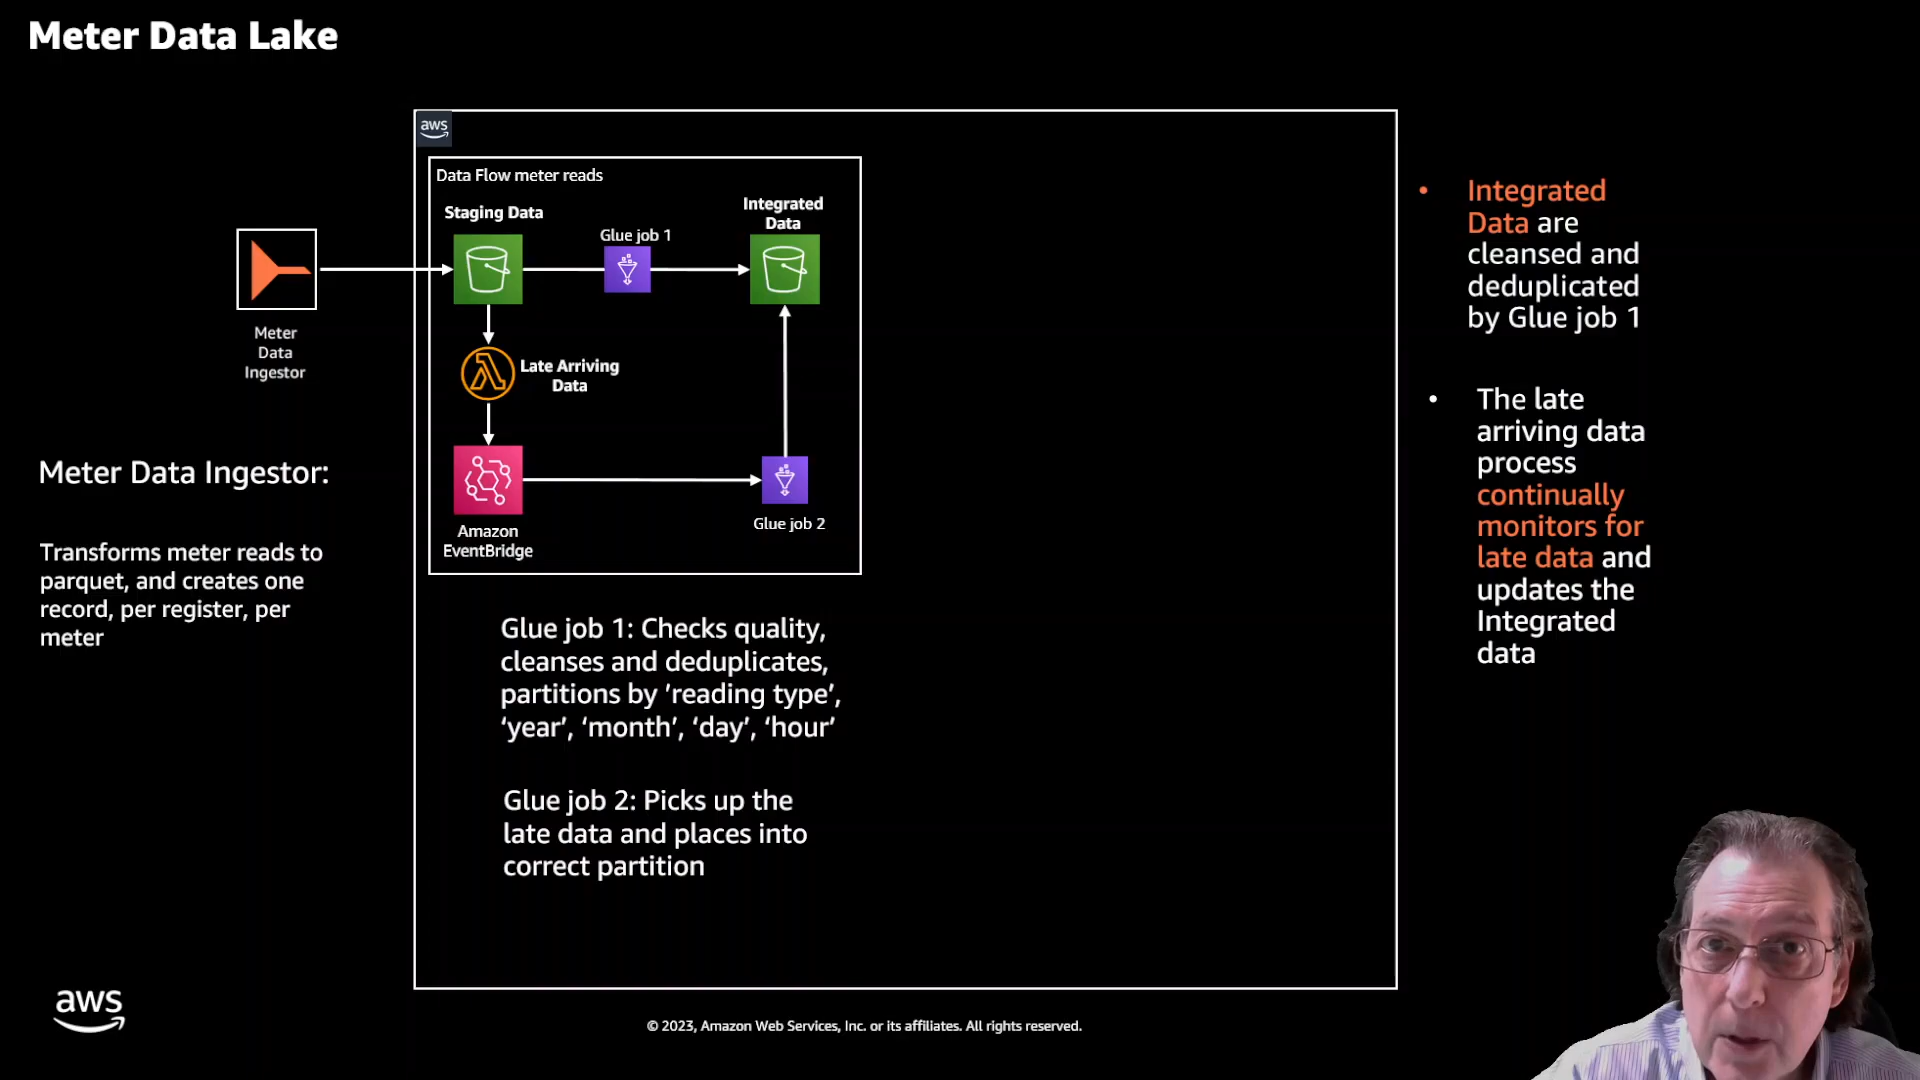 Meter Data Lake
aws
Data Flow meter reads
Staging Data
Glue job 1
Integrated
Data
Meter
Data
Ingestor
Late Arriving
Data
Amazon
EventBridge
Glue job 2
Meter Data Ingestor:
Transforms meter reads to
parquet, and creates one
record, per register, per
meter
Glue job 1: Checks quality,
cleanses and deduplicates,
partitions by ’reading type’,
‘year’, ‘month’, ‘day’, ‘hour’
Glue job 2: Picks up the
late data and places into
correct partition
• Integrated
Data are
cleansed and
deduplicated
by Glue job 1
• The late
arriving data
process
continually
monitors for
late data and
updates the
Integrated
data
aws
© 2023, Amazon Web Services, Inc. or its affiliates. All rights reserved.